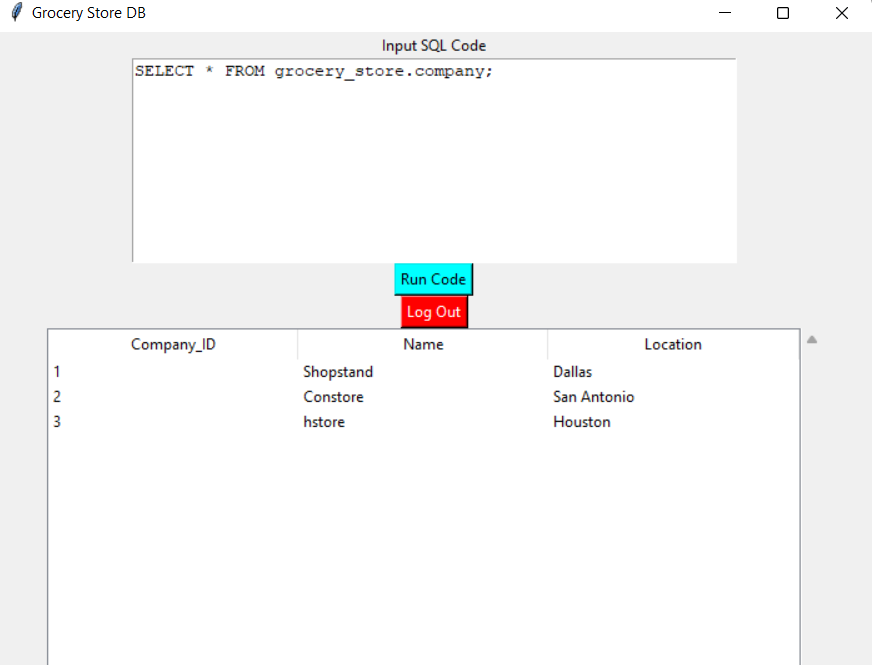 Grocery Store DB
Input SQL Code
SELECT * FROM grocery_store.company;
Run Code
Log Out
Company_ID Name Location
1 Shopstand Dallas
2 Constore San Antonio
3 hstore Houston